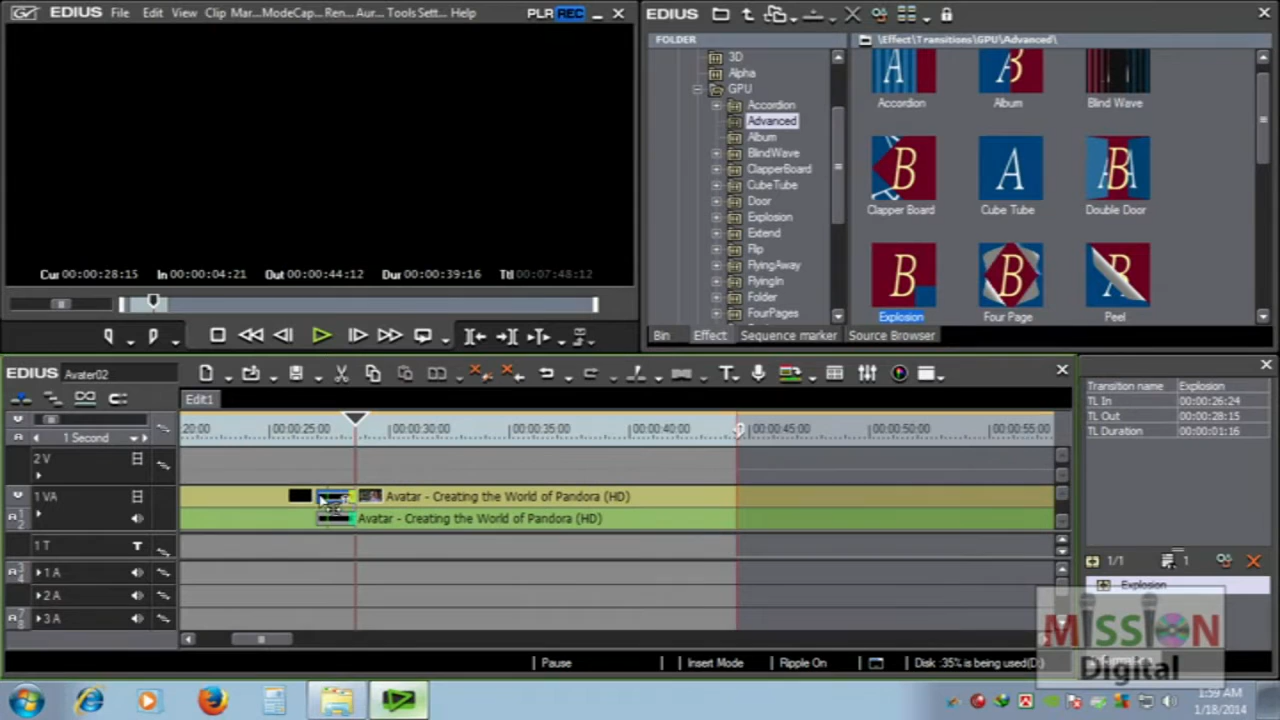 EDIUS File Edit View Clip Mar... ModeCap... Ren... Aur... Tools Sett... Help PLR REC
Cur 00:00:28:15 In 00:00:04:21 Out 00:00:44:12 Dur 00:00:39:16 Ttl 00:07:48:12
EDIUS
FOLDER
\Effect\Transitions\GPU\Advanced\
3D
Alpha
GPU
Accordion
Advanced
Album
BlindWave
ClapperBoard
CubeTube
Door
Explosion
Extend
Flip
FlyingAway
FlyingIn
Folder
FourPages
A B
Accordion Album Blind Wave
B A B
Clapper Board Cube Tube Double Door
B B A
Explosion Four Page Peel
Bin Effect Sequence marker Source Browser
EDIUS Avater02
Edit1
1 Second
20:00 00:00:25:00 00:00:30:00 00:00:35:00 00:00:40:00 00:00:45:00 00:00:50:00 00:00:55:00
2 V
1 VA Avatar - Creating the World of Pandora (HD)
Avatar - Creating the World of Pandora (HD)
1 T T
1 A
2 A
3 A
Pause Insert Mode Ripple On Disk :35% is being used(D:)
Transition name Explosion
TL In 00:00:26:24
TL Out 00:00:28:15
TL Duration 00:00:01:16
1/1 1
Explosion
MISSION
Digital
1:59 AM
1/18/2014